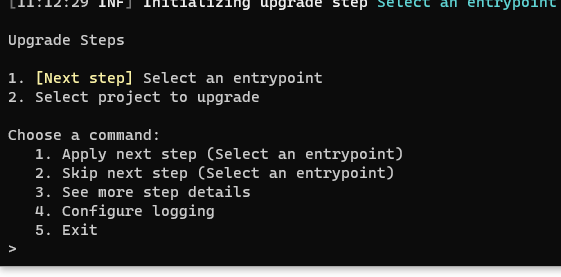 [11:12:29 INF] Initializing upgrade step Select an entrypoint
Upgrade Steps
1. [Next step] Select an entrypoint
2. Select project to upgrade
Choose a command:
1. Apply next step (Select an entrypoint)
2. Skip next step (Select an entrypoint)
3. See more step details
4. Configure logging
5. Exit
>